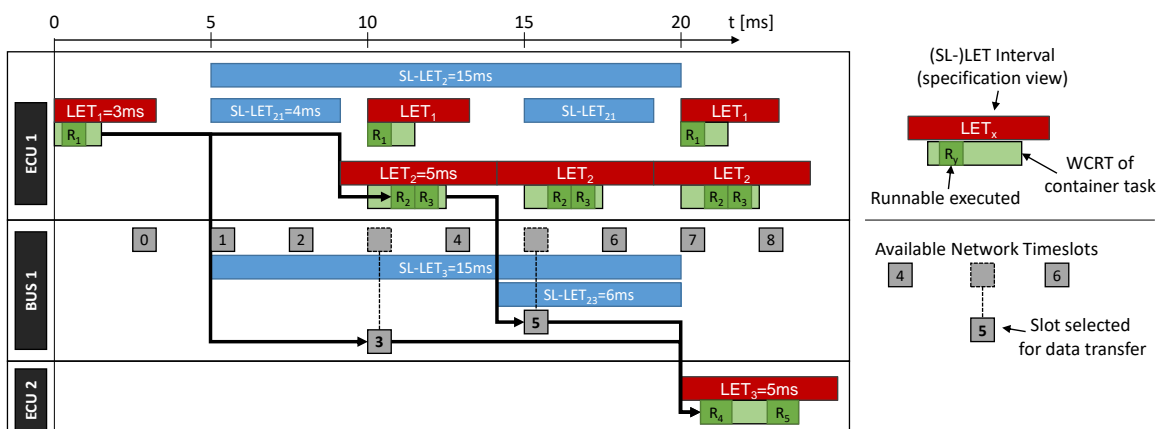 0 5 10 15 20 t [ms]
ECU 1
SL-LET₂=15ms
LET₁=3ms SL-LET₂₁=4ms LET₁ SL-LET₂₁ LET₁
R₁ R₁ R₁
LET₂=5ms LET₂ LET₂
R₂ R₃ R₂ R₃ R₂ R₃
BUS 1
0 1 2 4 6 7 8
SL-LET₃=15ms
SL-LET₂₃=6ms
5
3
ECU 2
LET₃=5ms
R₄ R₅
(SL-)LET Interval
(specification view)
LETₓ
Rᵧ
WCRT of
container task
Runnable executed
Available Network Timeslots
4 6
5
Slot selected
for data transfer